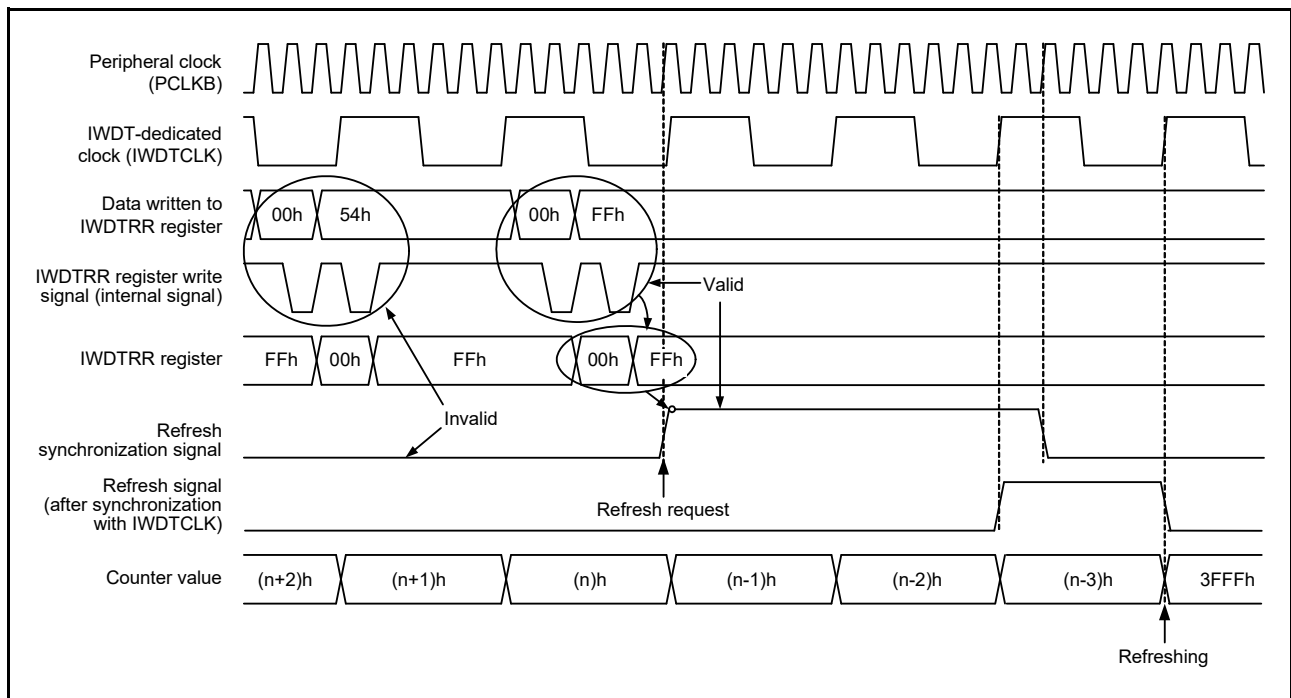 Peripheral clock
(PCLKB)
IWDT-dedicated
clock (IWDTCLK)
Data written to
IWDTRR register
00h 54h 00h FFh
IWDTRR register write
signal (internal signal)
Valid
IWDTRR register
FFh 00h FFh 00h FFh
Invalid
Refresh
synchronization signal
Refresh request
Refresh signal
(after synchronization
with IWDTCLK)
Counter value
(n+2)h (n+1)h (n)h (n-1)h (n-2)h (n-3)h 3FFFh
Refreshing